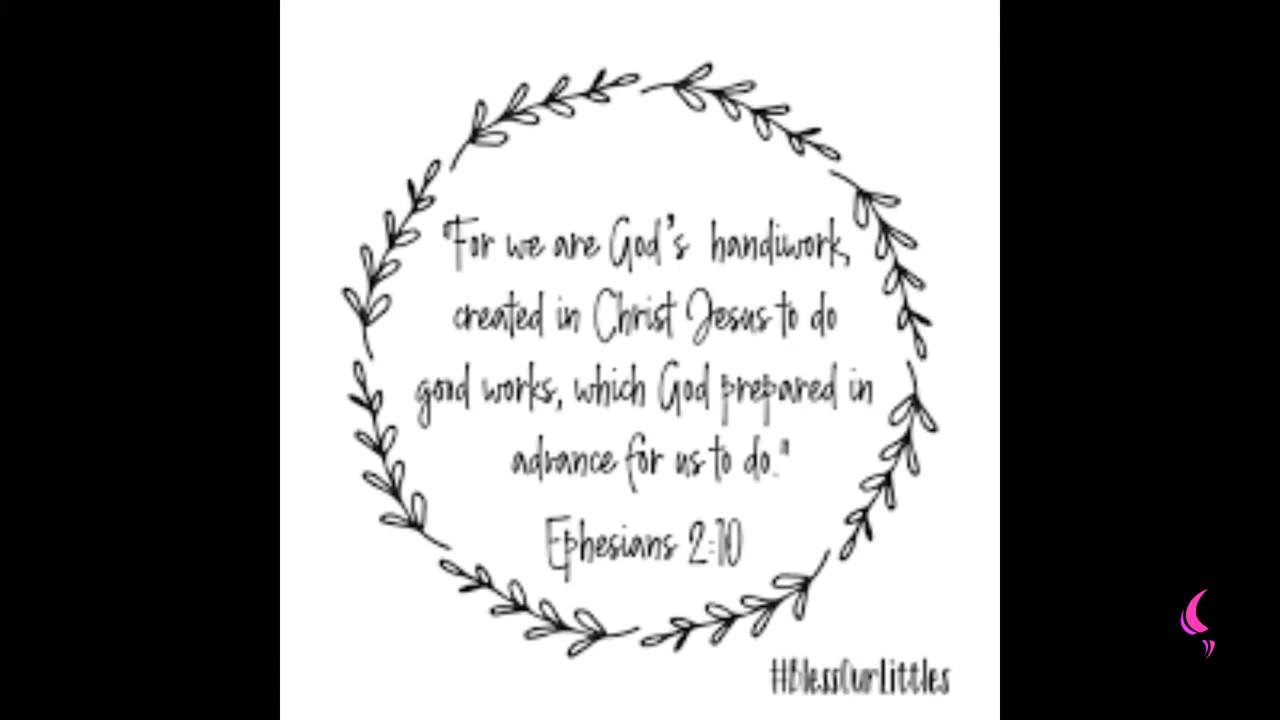 "For we are God's handiwork,
created in Christ Jesus to do
good works, which God prepared in
advance for us to do."
Ephesians 2:10
#BlessOurLittles